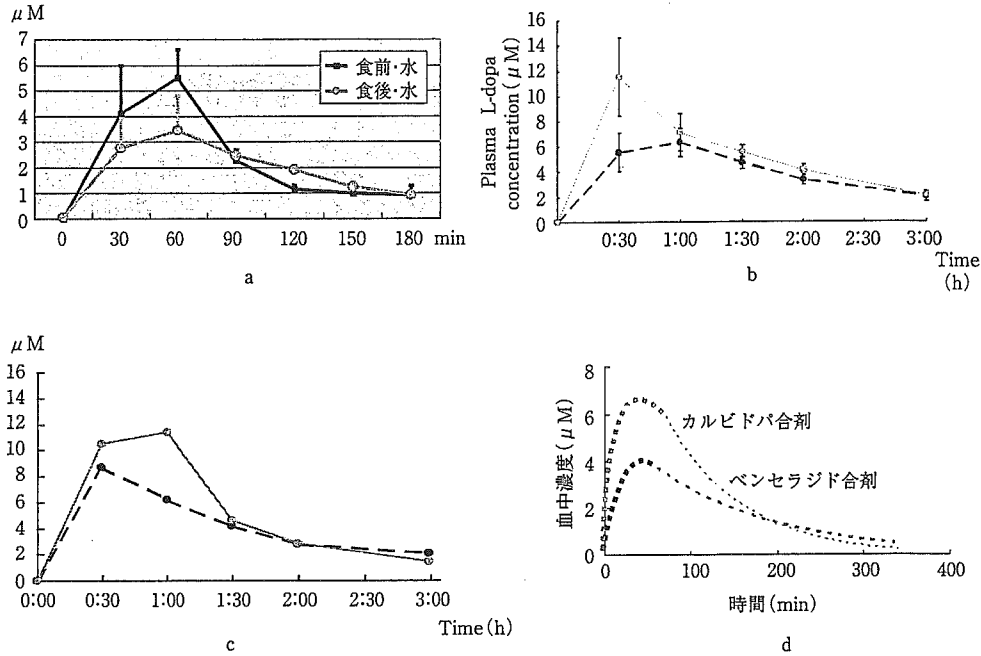 μM
7
6
5
4
3
2
1
0
食前・水
食後・水
0 30 60 90 120 150 180 min
a
Plasma L-dopa
concentration(μM)
16
14
12
10
8
6
4
2
0
0:30 1:00 1:30 2:00 2:30 3:00
Time
(h)
b
μM
16
14
12
10
8
6
4
2
0
0:00 0:30 1:00 1:30 2:00 2:30 3:00
Time(h)
c
血中濃度(μM)
8
6
4
2
0
カルビドパ合剤
ベンセラジド合剤
0 100 200 300 400
時間(min)
d